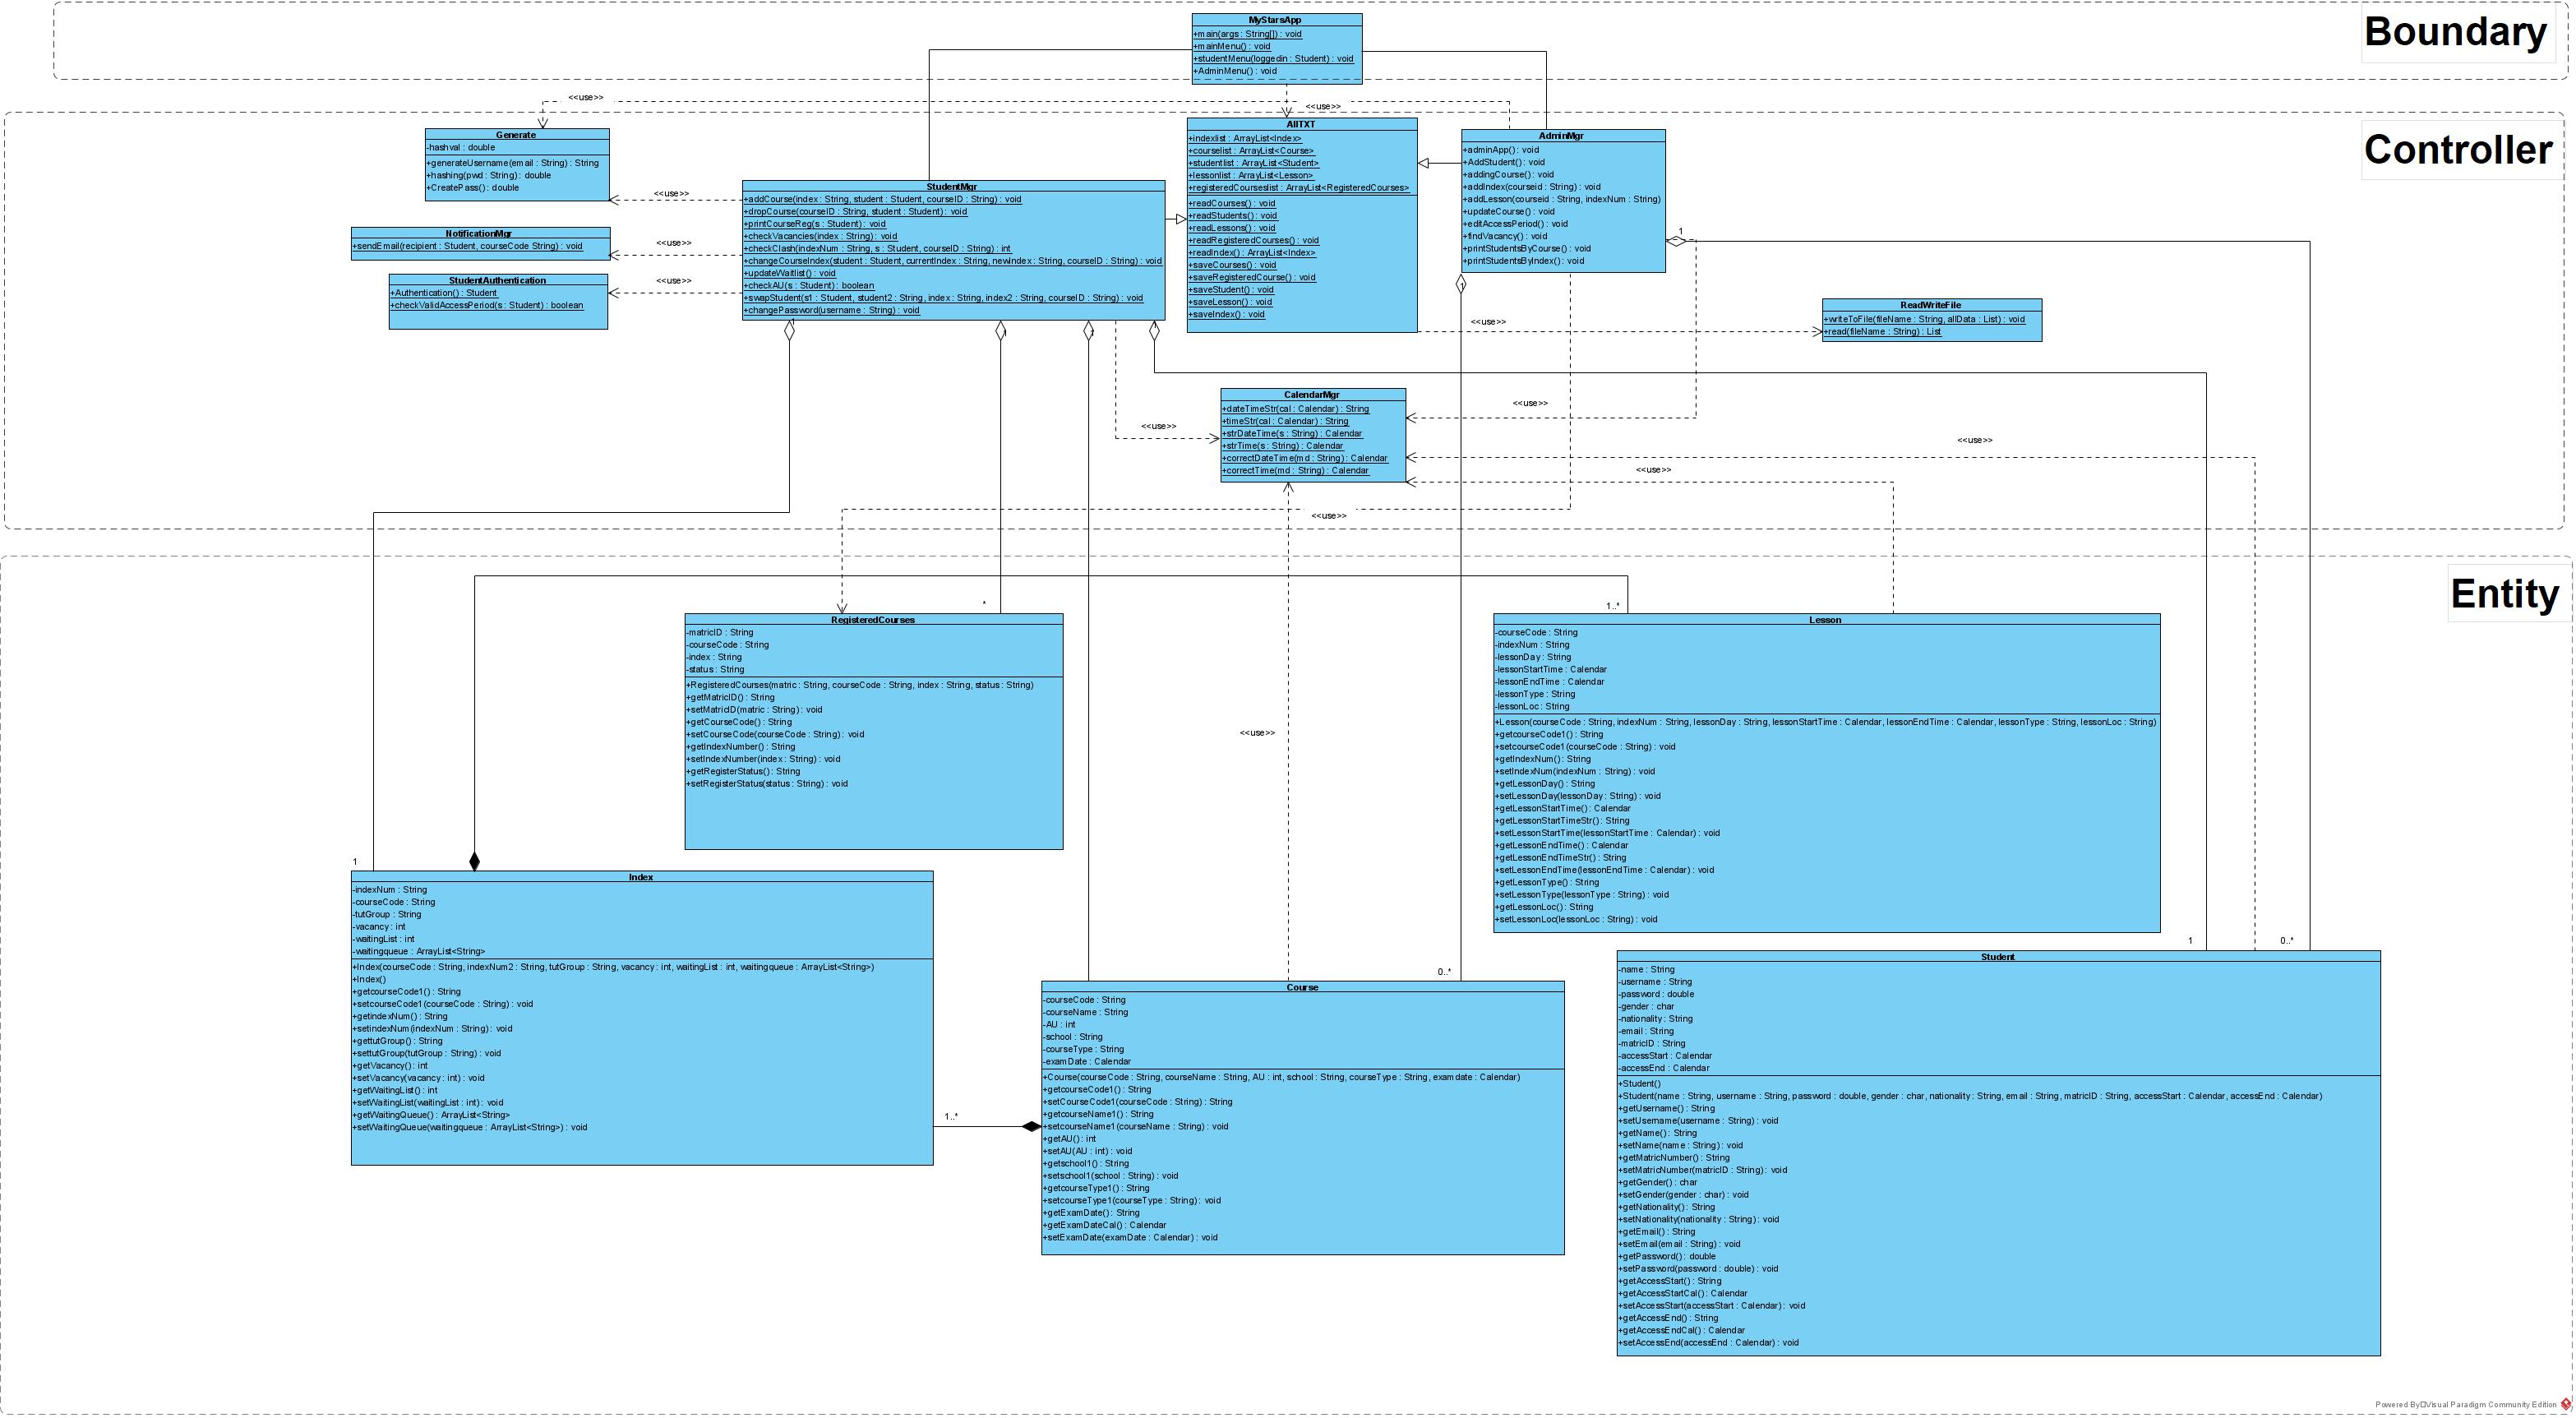 Boundary
MyStarsApp
+main(args : String[]) : void
+mainMenu() : void
+studentMenu(loggedin : Student) : void
+AdminMenu() : void
<<use>>
<<use>>
Controller
Generate
-hashval : double
+generateUsername(email : String) : String
+hashing(pwd : String) : double
+CreatePass() : double
<<use>>
NotificationMgr
+sendEmail(recipient : Student, courseCode String) : void
<<use>>
StudentAuthentication
+Authentication() : Student
+checkValidAccessPeriod(s : Student) : boolean
<<use>>
StudentMgr
+addCourse(index : String, student : Student, courseID : String) : void
+dropCourse(courseID : String, student : Student) : void
+printCourseReg(s : Student) : void
+checkVacancies(index : String) : void
+checkClash(indexNum : String, s : Student, courseID : String) : int
+changeCourseIndex(student : Student, currentIndex : String, newIndex : String, courseID : String) : void
+updateWaitlist() : void
+checkAU(s : Student) : boolean
+swapStudent(s1 : Student, student2 : String, index : String, index2 : String, courseID : String) : void
+changePassword(username : String) : void
1
1
1
1
AllTXT
+indexlist : ArrayList<Index>
+courselist : ArrayList<Course>
+studentlist : ArrayList<Student>
+lessonlist : ArrayList<Lesson>
+registeredCourseslist : ArrayList<RegisteredCourses>
+readCourses() : void
+readStudents() : void
+readLessons() : void
+readRegisteredCourses() : void
+readIndex() : ArrayList<Index>
+saveCourses() : void
+saveRegisteredCourse() : void
+saveStudent() : void
+saveLesson() : void
+saveIndex() : void
AdminMgr
+adminApp() : void
+AddStudent() : void
+addingCourse() : void
+addIndex(courseid : String) : void
+addLesson(courseid : String, indexNum : String)
+updateCourse() : void
+editAccessPeriod() : void
+findVacancy() : void
+printStudentsByCourse() : void
+printStudentsByIndex() : void
1
1
<<use>>
ReadWriteFile
+writeToFile(fileName : String, allData : List) : void
+read(fileName : String) : List
CalendarMgr
+dateTimeStr(cal : Calendar) : String
+timeStr(cal : Calendar) : String
+strDateTime(s : String) : Calendar
+strTime(s : String) : Calendar
+correctDateTime(md : String) : Calendar
+correctTime(md : String) : Calendar
<<use>>
<<use>>
<<use>>
<<use>>
<<use>>
Entity
*
1..*
RegisteredCourses
-matricID : String
-courseCode : String
-index : String
-status : String
+RegisteredCourses(matric : String, courseCode : String, index : String, status : String)
+getMatricID() : String
+setMatricID(matric : String) : void
+getCourseCode() : String
+setCourseCode(courseCode : String) : void
+getIndexNumber() : String
+setIndexNumber(index : String) : void
+getRegisterStatus() : String
+setRegisterStatus(status : String) : void
<<use>>
Lesson
-courseCode : String
-indexNum : String
-lessonDay : String
-lessonStartTime : Calendar
-lessonEndTime : Calendar
-lessonType : String
-lessonLoc : String
+Lesson(courseCode : String, indexNum : String, lessonDay : String, lessonStartTime : Calendar, lessonEndTime : Calendar, lessonType : String, lessonLoc : String)
+getcourseCode1() : String
+setcourseCode1(courseCode : String) : void
+getIndexNum() : String
+setIndexNum(indexNum : String) : void
+getLessonDay() : String
+setLessonDay(lessonDay : String) : void
+getLessonStartTime() : Calendar
+getLessonStartTimeStr() : String
+setLessonStartTime(lessonStartTime : Calendar) : void
+getLessonEndTime() : Calendar
+getLessonEndTimeStr() : String
+setLessonEndTime(lessonEndTime : Calendar) : void
+getLessonType() : String
+setLessonType(lessonType : String) : void
+getLessonLoc() : String
+setLessonLoc(lessonLoc : String) : void
1
Index
-indexNum : String
-courseCode : String
-tutGroup : String
-vacancy : int
-waitingList : int
-waitingqueue : ArrayList<String>
+Index(courseCode : String, indexNum2 : String, tutGroup : String, vacancy : int, waitingList : int, waitingqueue : ArrayList<String>)
+Index()
+getcourseCode1() : String
+setcourseCode1(courseCode : String) : void
+getindexNum() : String
+setindexNum(indexNum : String) : void
+gettutGroup() : String
+settutGroup(tutGroup : String) : void
+getVacancy() : int
+setVacancy(vacancy : int) : void
+getWaitingList() : int
+setWaitingList(waitingList : int) : void
+getWaitingQueue() : ArrayList<String>
+setWaitingQueue(waitingqueue : ArrayList<String>) : void
1..*
0..*
Course
-courseCode : String
-courseName : String
-AU : int
-school : String
-courseType : String
-examDate : Calendar
+Course(courseCode : String, courseName : String, AU : int, school : String, courseType : String, examdate : Calendar)
+getcourseCode1() : String
+setCourseCode1(courseCode : String) : String
+getcourseName1() : String
+setcourseName1(courseName : String) : void
+getAU() : int
+setAU(AU : int) : void
+getschool1() : String
+setschool1(school : String) : void
+getcourseType1() : String
+setcourseType1(courseType : String) : void
+getExamDate() : String
+getExamDateCal() : Calendar
+setExamDate(examDate : Calendar) : void
1
0..*
Student
-name : String
-username : String
-password : double
-gender : char
-nationality : String
-email : String
-matricID : String
-accessStart : Calendar
-accessEnd : Calendar
+Student()
+Student(name : String, username : String, password : double, gender : char, nationality : String, email : String, matricID : String, accessStart : Calendar, accessEnd : Calendar)
+getUsername() : String
+setUsername(username : String) : void
+getName() : String
+setName(name : String) : void
+getMatricNumber() : String
+setMatricNumber(matricID : String) : void
+getGender() : char
+setGender(gender : char) : void
+getNationality() : String
+setNationality(nationality : String) : void
+getEmail() : String
+setEmail(email : String) : void
+getPassword() : double
+setPassword(password : double) : void
+getAccessStart() : String
+getAccessStartCal() : Calendar
+setAccessStart(accessStart : Calendar) : void
+getAccessEnd() : String
+getAccessEndCal() : Calendar
+setAccessEnd(accessEnd : Calendar) : void
Powered By□Visual Paradigm Community Edition